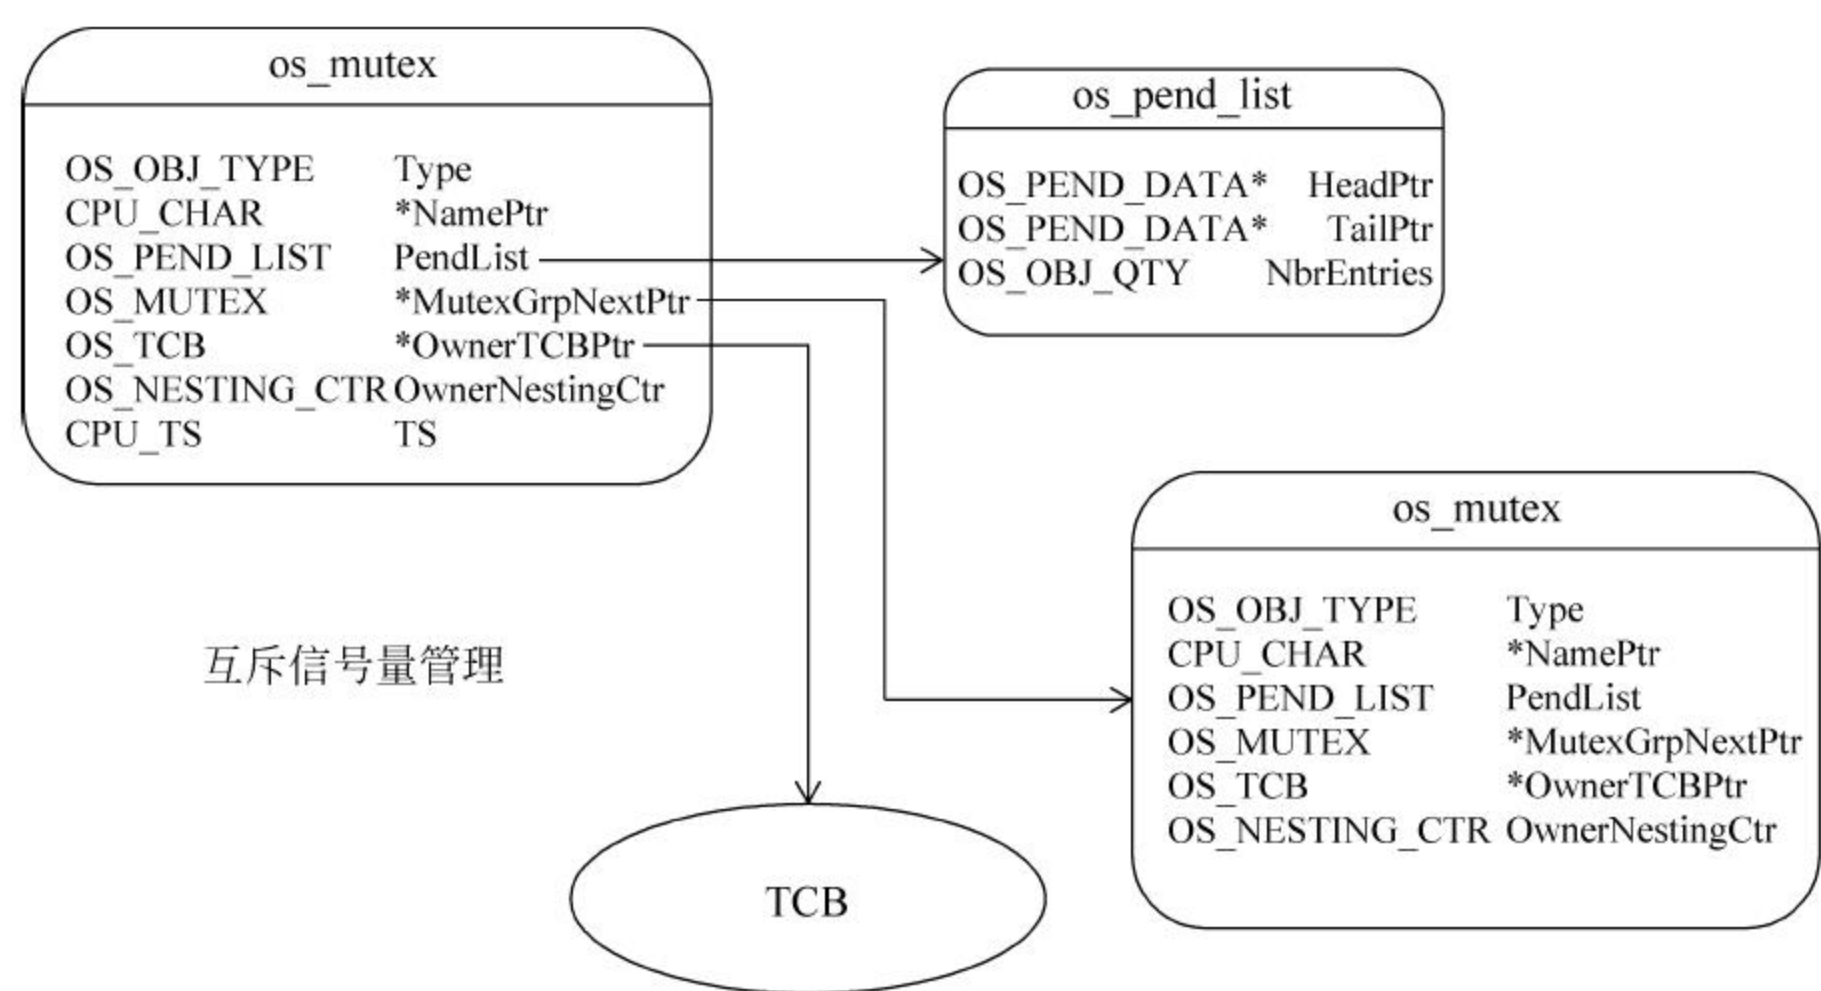 os_mutex
OS_OBJ_TYPE Type
CPU_CHAR *NamePtr
OS_PEND_LIST PendList
OS_MUTEX *MutexGrpNextPtr
OS_TCB *OwnerTCBPtr
OS_NESTING_CTR OwnerNestingCtr
CPU_TS TS
os_pend_list
OS_PEND_DATA* HeadPtr
OS_PEND_DATA* TailPtr
OS_OBJ_QTY NbrEntries
os_mutex
OS_OBJ_TYPE Type
CPU_CHAR *NamePtr
OS_PEND_LIST PendList
OS_MUTEX *MutexGrpNextPtr
OS_TCB *OwnerTCBPtr
OS_NESTING_CTR OwnerNestingCtr
互斥信号量管理
TCB